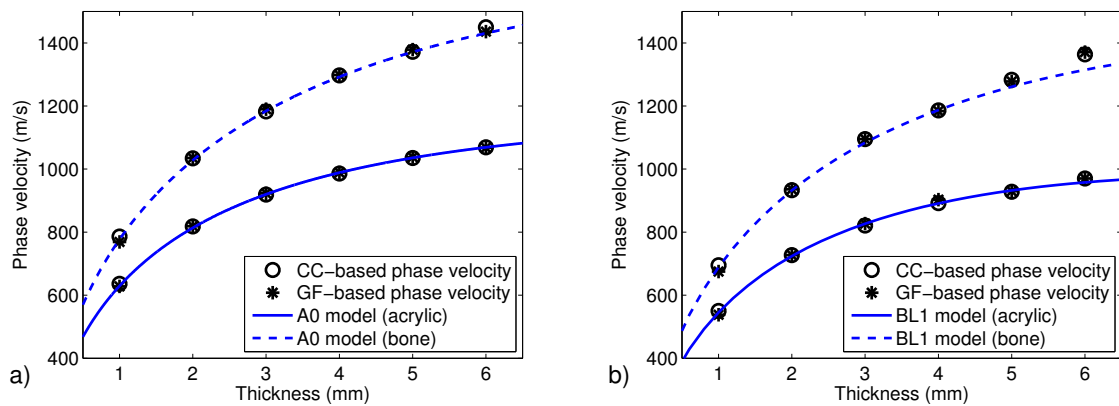 1400
1200
1000
800
600
400
Phase velocity (m/s)
CC−based phase velocity
GF−based phase velocity
A0 model (acrylic)
A0 model (bone)
1 2 3 4 5 6
Thickness (mm)
a)
1400
1200
1000
800
600
400
Phase velocity (m/s)
CC−based phase velocity
GF−based phase velocity
BL1 model (acrylic)
BL1 model (bone)
1 2 3 4 5 6
Thickness (mm)
b)